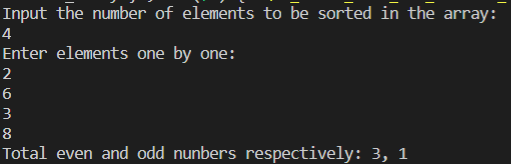 Input the number of elements to be sorted in the array:
4
Enter elements one by one:
2
6
3
8
Total even and odd nunbers respectively: 3, 1